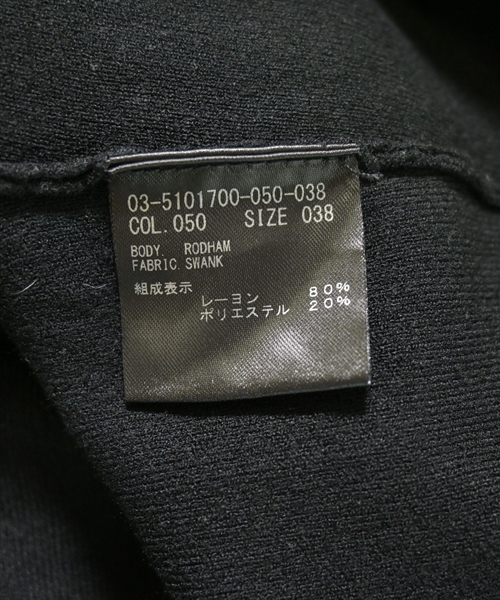 03-5101700-050-038
COL.050 SIZE 038
BODY. RODHAM
FABRIC.SWANK
組成表示
レーヨン 80%
ポリエステル 20%